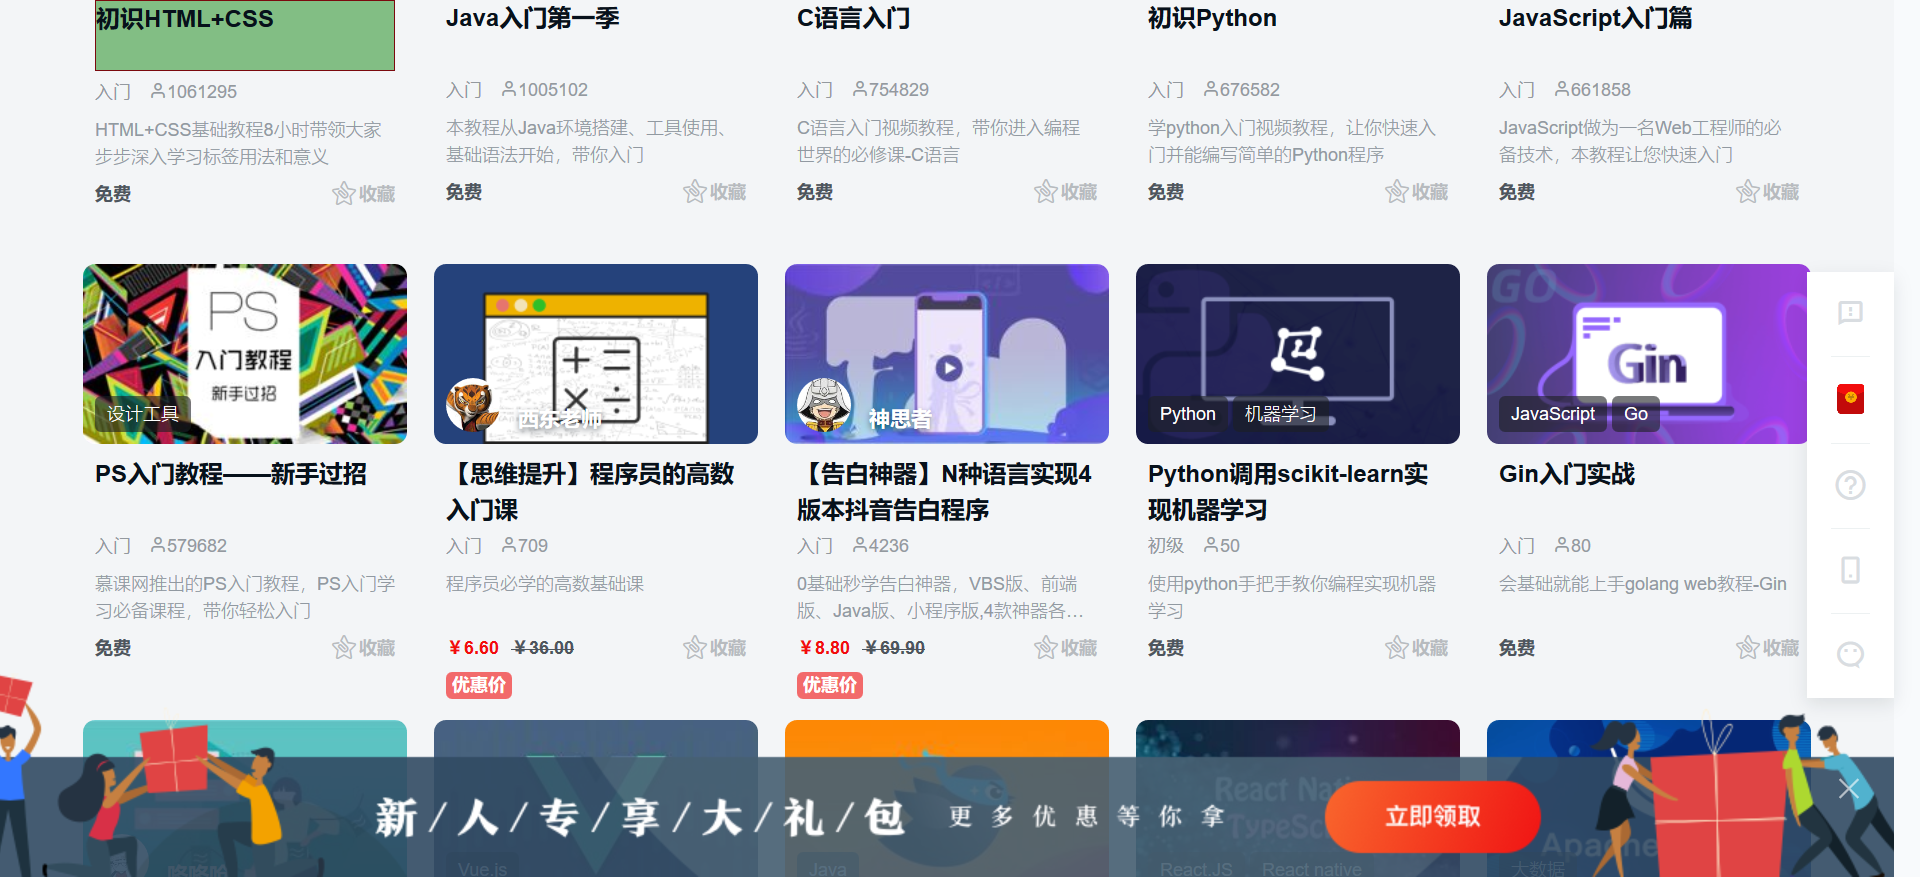 初识HTML+CSS
入门 1061295
HTML+CSS基础教程8小时带领大家
步步深入学习标签用法和意义
免费 收藏
Java入门第一季
入门 1005102
本教程从Java环境搭建、工具使用、
基础语法开始，带你入门
免费 收藏
C语言入门
入门 754829
C语言入门视频教程，带你进入编程
世界的必修课-C语言
免费 收藏
初识Python
入门 676582
学python入门视频教程，让你快速入
门并能编写简单的Python程序
免费 收藏
JavaScript入门篇
入门 661858
JavaScript做为一名Web工程师的必
备技术，本教程让您快速入门
免费 收藏
PS
入门教程
新手过招
设计工具
PS入门教程——新手过招
入门 579682
慕课网推出的PS入门教程，PS入门学
习必备课程，带你轻松入门
免费 收藏
西东老师
【思维提升】程序员的高数
入门课
入门 709
程序员必学的高数基础课
￥6.60 ￥36.00 收藏
优惠价
神思者
【告白神器】N种语言实现4
版本抖音告白程序
入门 4236
0基础秒学告白神器，VBS版、前端
版、Java版、小程序版,4款神器各...
￥8.80 ￥69.90 收藏
优惠价
Python 机器学习
Python调用scikit-learn实
现机器学习
初级 50
使用python手把手教你编程实现机器
学习
免费 收藏
GO
Gin
JavaScript Go
Gin入门实战
入门 80
会基础就能上手golang web教程-Gin
免费 收藏
新/人/专/享/大/礼/包 更多优惠等你拿 立即领取
Vue.js
Java
React Nati
TypeSc
React.JS React native
Apache
大数据